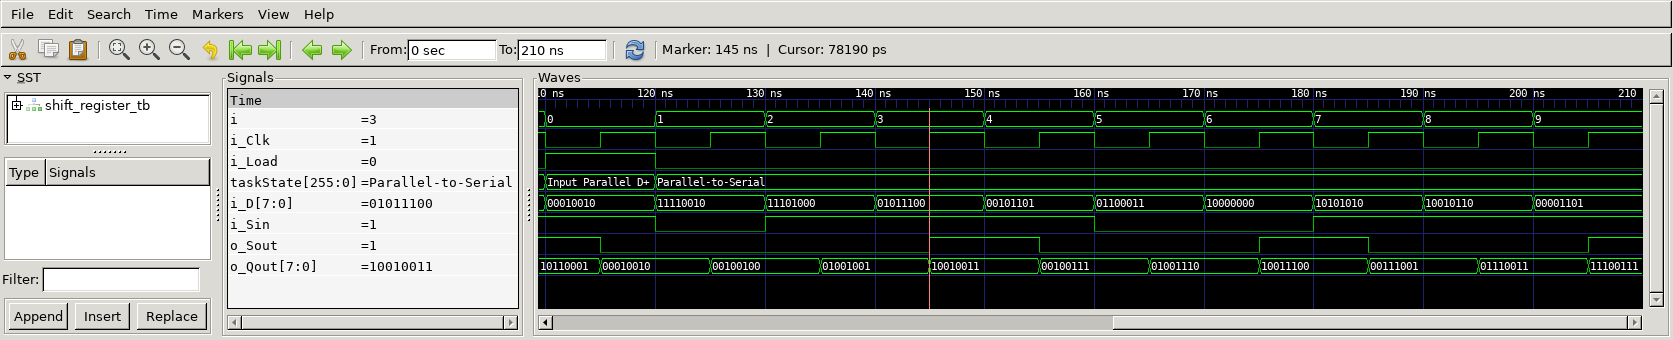 File Edit Search Time Markers View Help
From: 0 sec To: 210 ns Marker: 145 ns | Cursor: 78190 ps
SST
shift_register_tb
Type Signals
Filter:
Append Insert Replace
Signals
Time
i =3
i_Clk =1
i_Load =0
taskState[255:0] =Parallel-to-Serial
i_D[7:0] =01011100
i_Sin =1
o_Sout =1
o_Qout[7:0] =10010011
Waves
0 ns 120 ns 130 ns 140 ns 150 ns 160 ns 170 ns 180 ns 190 ns 200 ns 210
0 1 2 3 4 5 6 7 8 9
Input Parallel D+ Parallel-to-Serial
00010010 11110010 11101000 01011100 00101101 01100011 10000000 10101010 10010110 00001101
10110001 00010010 00100100 01001001 10010011 00100111 01001110 10011100 00111001 01110011 11100111